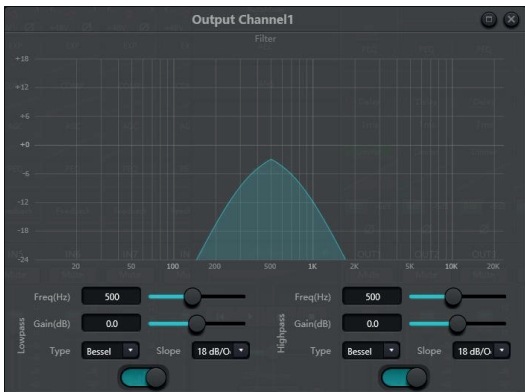 Output Channel1
Filter
+18
+12
+6
+0
-6
-12
-18
-24
20 50 100 200 500 1K 2K 5K 10K 20K
Lowpass
Freq(Hz) 500
Gain(dB) 0.0
Type Bessel Slope 18 dB/O
Highpass
Freq(Hz) 500
Gain(dB) 0.0
Type Bessel Slope 18 dB/O